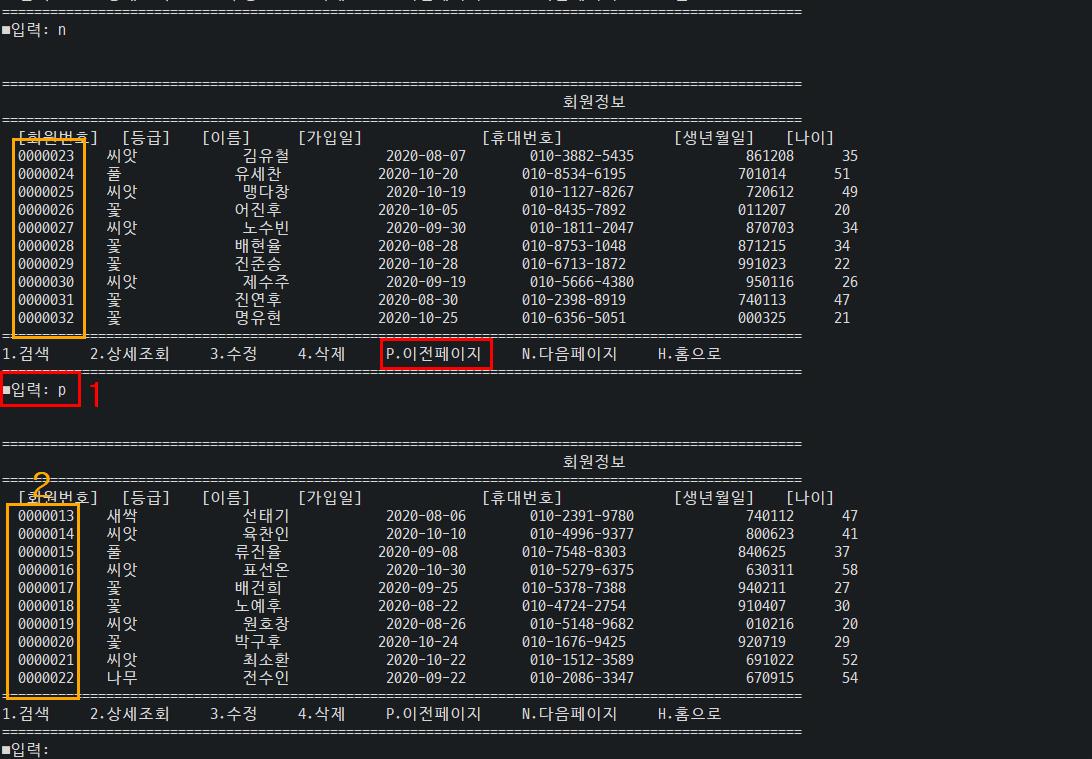 ================================================================================
■입력: n
================================================================================
회원정보
================================================================================
[회원번호] [등급] [이름] [가입일] [휴대번호] [생년월일] [나이]
0000023 씨앗 김유철 2020-08-07 010-3882-5435 861208 35
0000024 풀 유세찬 2020-10-20 010-8534-6195 701014 51
0000025 씨앗 맹다창 2020-10-19 010-1127-8267 720612 49
0000026 꽃 어진후 2020-10-05 010-8435-7892 011207 20
0000027 씨앗 노수빈 2020-09-30 010-1811-2047 870703 34
0000028 꽃 배현율 2020-08-28 010-8753-1048 871215 34
0000029 꽃 진준승 2020-10-28 010-6713-1872 991023 22
0000030 씨앗 제수주 2020-09-19 010-5666-4380 950116 26
0000031 꽃 진연후 2020-08-30 010-2398-8919 740113 47
0000032 꽃 명유현 2020-10-25 010-6356-5051 000325 21
================================================================================
1.검색 2.상세조회 3.수정 4.삭제 P.이전페이지 N.다음페이지 H.홈으로
================================================================================
■입력: p 1
================================================================================
회원정보
================================================================================
2
[회원번호] [등급] [이름] [가입일] [휴대번호] [생년월일] [나이]
0000013 새싹 선태기 2020-08-06 010-2391-9780 740112 47
0000014 씨앗 육찬인 2020-10-10 010-4996-9377 800623 41
0000015 풀 류진율 2020-09-08 010-7548-8303 840625 37
0000016 씨앗 표선온 2020-10-30 010-5279-6375 630311 58
0000017 꽃 배건희 2020-09-25 010-5378-7388 940211 27
0000018 꽃 노예후 2020-08-22 010-4724-2754 910407 30
0000019 씨앗 원호창 2020-08-26 010-5148-9682 010216 20
0000020 꽃 박구후 2020-10-24 010-1676-9425 920719 29
0000021 씨앗 최소환 2020-10-22 010-1512-3589 691022 52
0000022 나무 전수인 2020-09-22 010-2086-3347 670915 54
================================================================================
1.검색 2.상세조회 3.수정 4.삭제 P.이전페이지 N.다음페이지 H.홈으로
================================================================================
■입력: